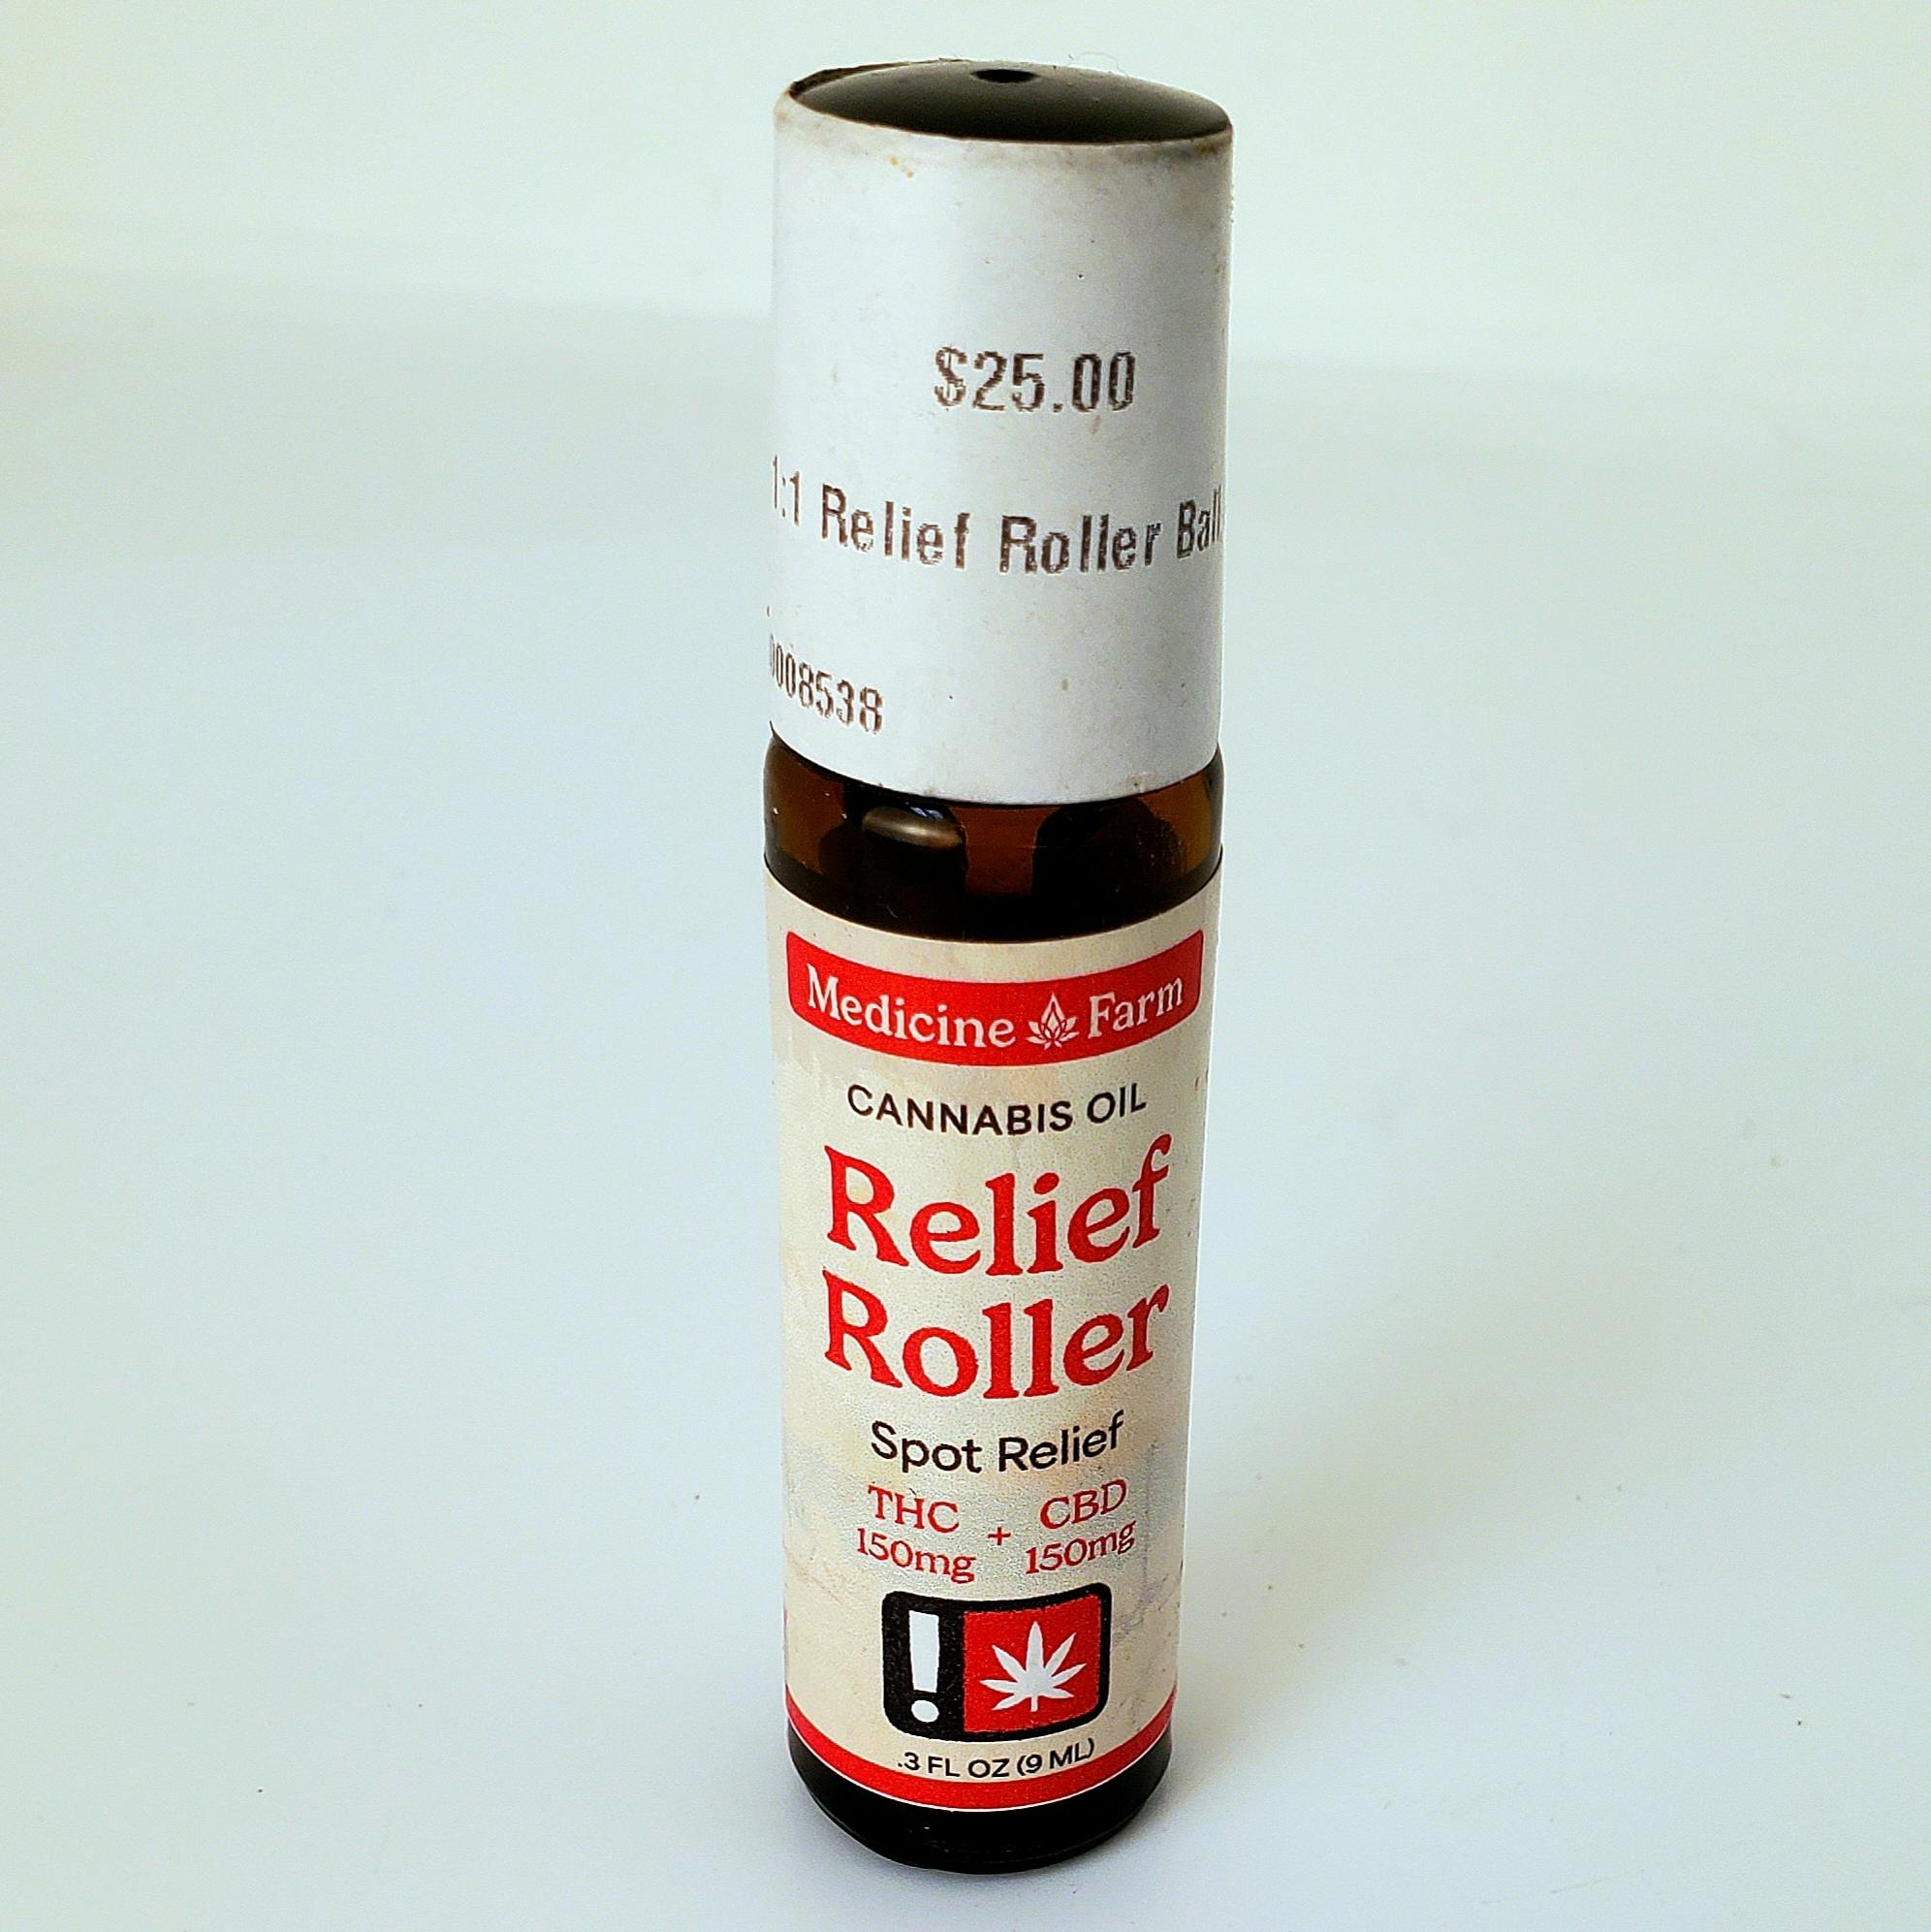 $25.00
1:1 Relief Roller Ball
0008538
Medicine Farm
CANNABIS OIL
Relief
Roller
Spot Relief
THC + CBD
150mg 150mg
!
.3 FL OZ (9 ML)